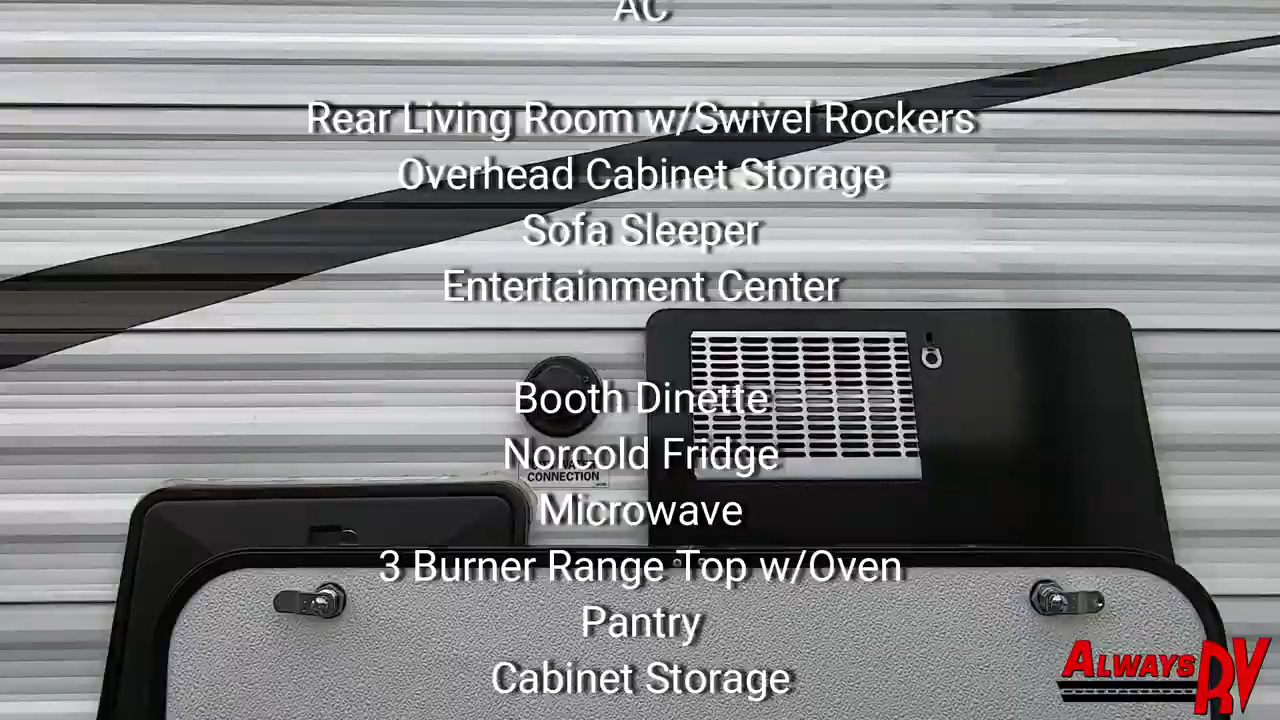 AC
Rear Living Room w/Swivel Rockers
Overhead Cabinet Storage
Sofa Sleeper
Entertainment Center
Booth Dinette
Norcold Fridge
CONNECTION
Microwave
3 Burner Range Top w/Oven
Pantry
Cabinet Storage
ALWAYS RV